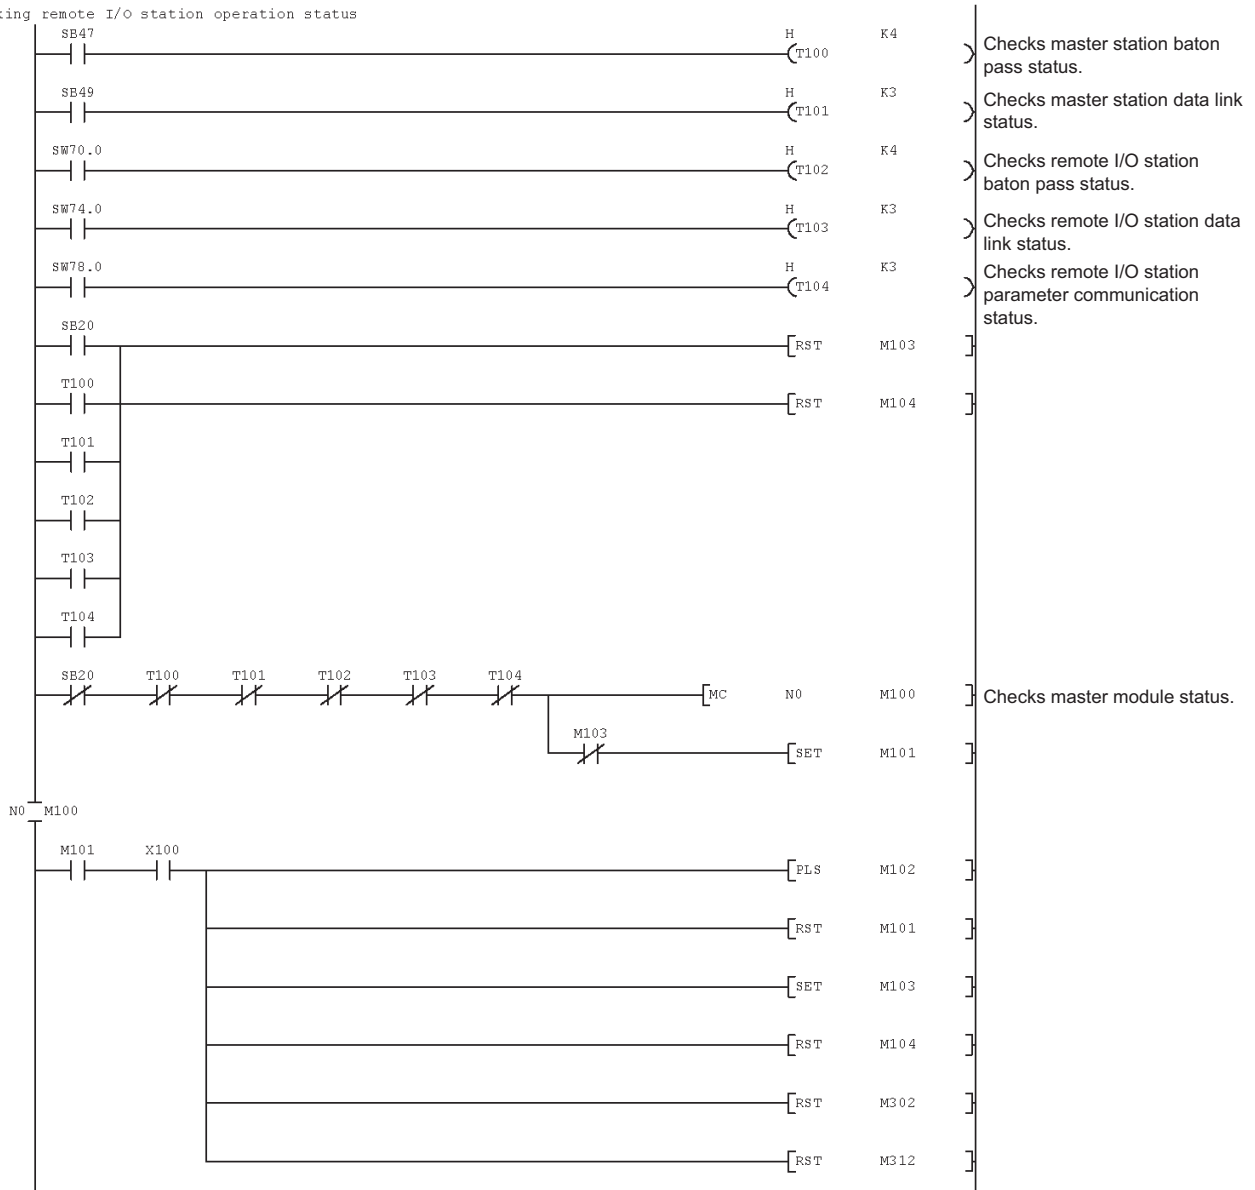 king remote I/O station operation status
SB47 H K4
T100 Checks master station baton
pass status.
SB49 H K3
T101 Checks master station data link
status.
SW70.0 H K4
T102 Checks remote I/O station
baton pass status.
SW74.0 H K3
T103 Checks remote I/O station data
link status.
SW78.0 H K3
T104 Checks remote I/O station
parameter communication
status.
SB20
RST M103
T100
RST M104
T101
T102
T103
T104
SB20 T100 T101 T102 T103 T104
MC N0 M100 Checks master module status.
M103
SET M101
N0 M100
M101 X100
PLS M102
RST M101
SET M103
RST M104
RST M302
RST M312